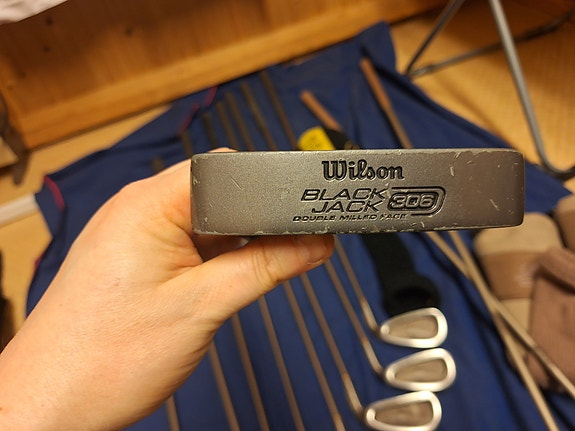 Wilson
BLACK
JACK 306
DOUBLE MILLED FACE